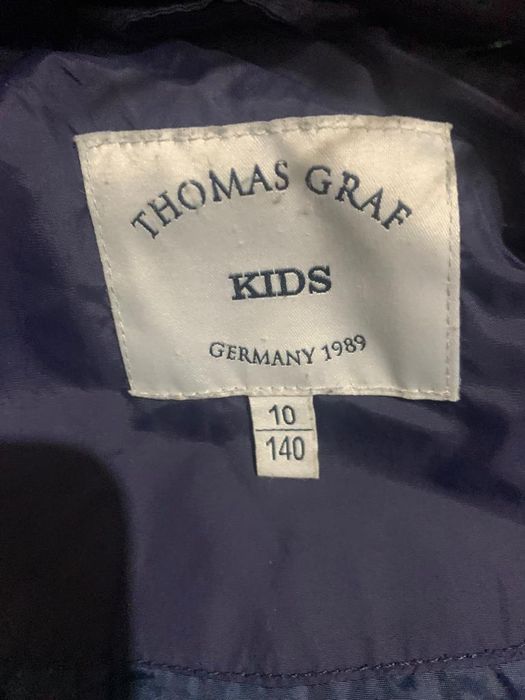 THOMAS GRAF
KIDS
GERMANY 1989
10
140